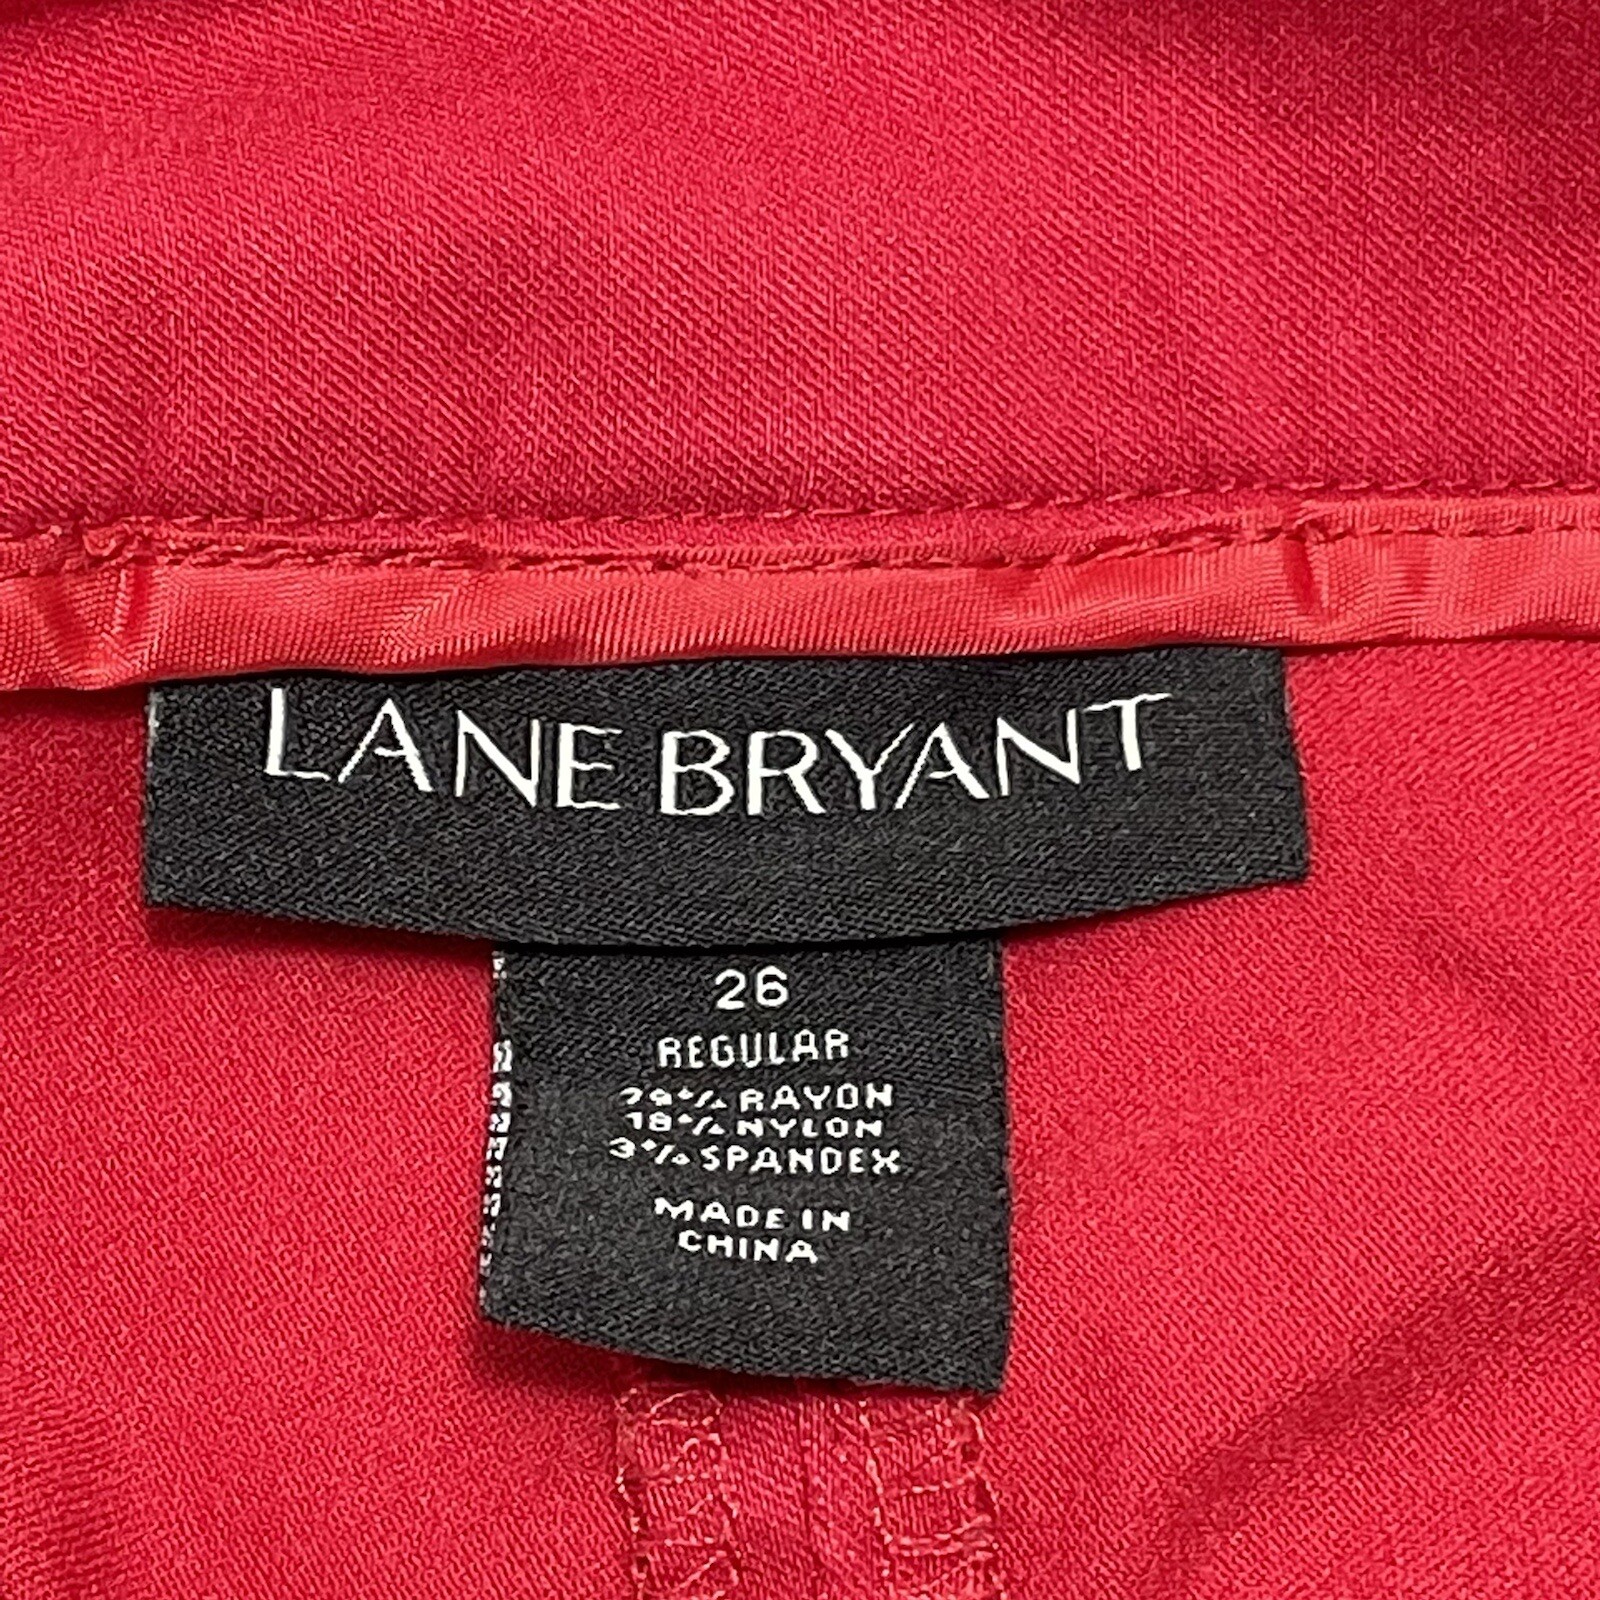 LANE BRYANT
26
REGULAR
79% RAYON
18% NYLON
3% SPANDEX
MADE IN
CHINA